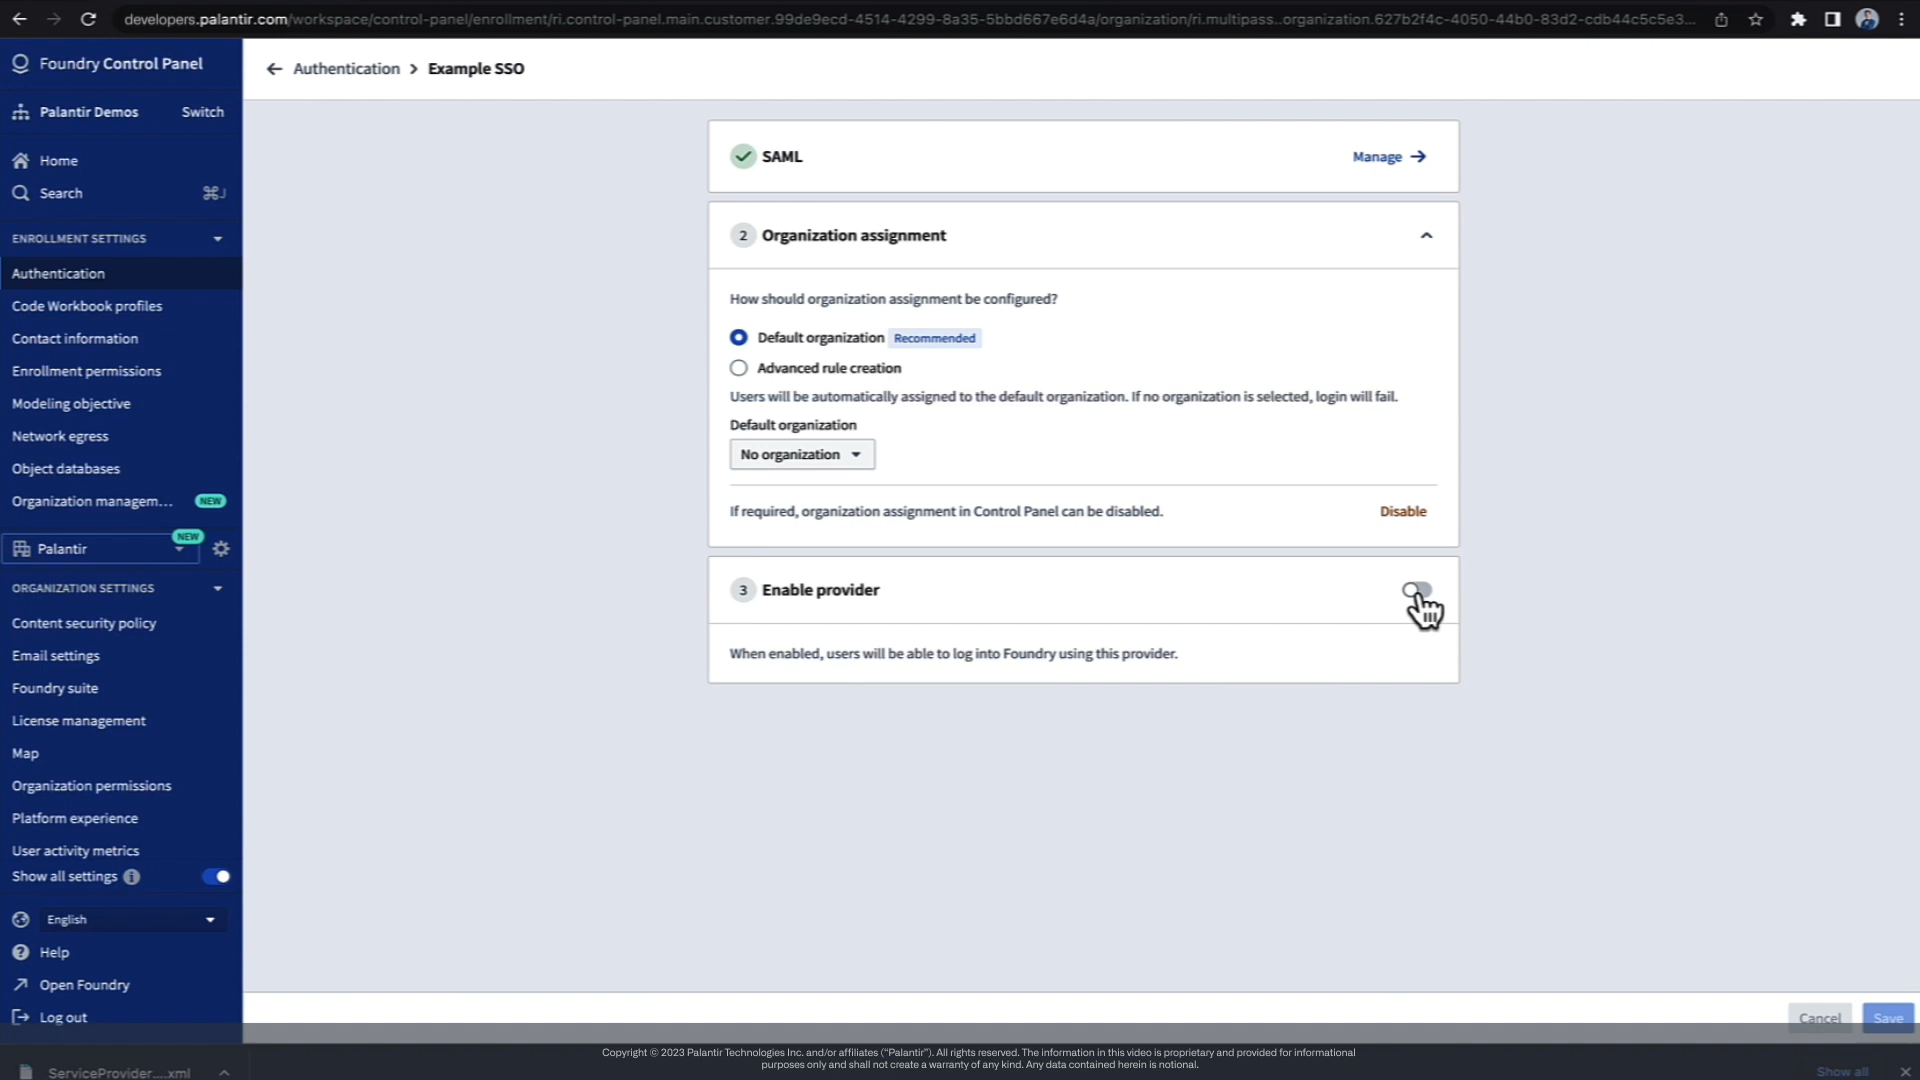 developers.palantir.com/workspace/control-panel/enrollment/ri.control-panel.main.customer.99de9ecd-4514-4299-8a35-5bbd667e6d4a/organization/ri.multipass..organization.627b2f4c-4050-44b0-83d2-cdb44c5c5e3...
Foundry Control Panel
Palantir Demos Switch
Home
Search ⌘J
ENROLLMENT SETTINGS
Authentication
Code Workbook profiles
Contact information
Enrollment permissions
Modeling objective
Network egress
Object databases
Organization managem... NEW
Palantir NEW
ORGANIZATION SETTINGS
Content security policy
Email settings
Foundry suite
License management
Map
Organization permissions
Platform experience
User activity metrics
Show all settings
English
Help
Open Foundry
Log out
Authentication > Example SSO
SAML Manage →
2 Organization assignment
How should organization assignment be configured?
Default organization Recommended
Advanced rule creation
Users will be automatically assigned to the default organization. If no organization is selected, login will fail.
Default organization
No organization
If required, organization assignment in Control Panel can be disabled. Disable
3 Enable provider
When enabled, users will be able to log into Foundry using this provider.
Cancel Save
Copyright © 2023 Palantir Technologies Inc. and/or affiliates (“Palantir”). All rights reserved. The information in this video is proprietary and provided for informational
purposes only and shall not create a warranty of any kind. Any data contained herein is notional.
ServiceProvider....xml Show all